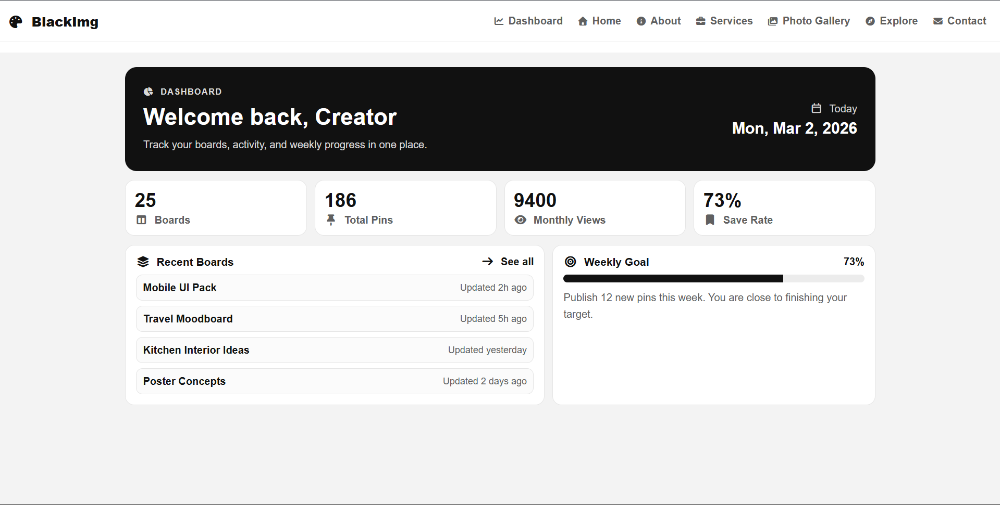 BlackImg
Dashboard
Home
About
Services
Photo Gallery
Explore
Contact
DASHBOARD
Welcome back, Creator
Track your boards, activity, and weekly progress in one place.
Today
Mon, Mar 2, 2026
25
Boards
186
Total Pins
9400
Monthly Views
73%
Save Rate
Recent Boards
See all
Mobile UI Pack
Updated 2h ago
Travel Moodboard
Updated 5h ago
Kitchen Interior Ideas
Updated yesterday
Poster Concepts
Updated 2 days ago
Weekly Goal
73%
Publish 12 new pins this week. You are close to finishing your
target.